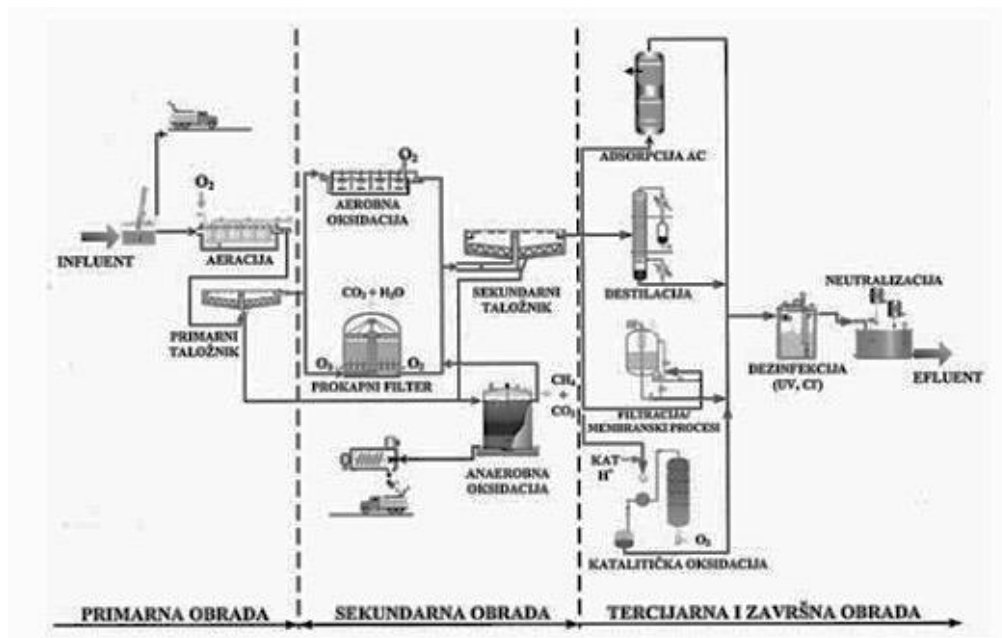 ADSORPCIJA AC
O₂
O₂
AEROBNA
OKSIDACIJA
INFLUENT
AERACIJA
NEUTRALIZACIJA
DESTILACIJA
CO₂ + H₂O
SEKUNDARNI
TALOŽNIK
PRIMARNI
TALOŽNIK
DEZINFEKCIJA
(UV, Cl)
EFLUENT
O₂
O₂
PROKAPNI FILTER
CH₄
+
CO₂
FILTRACIJA/
MEMBRANSKI PROCESI
ANAEROBNA
OKSIDACIJA
KAT
H⁺
O₂
KATALITIČKA OKSIDACIJA
PRIMARNA OBRADA
SEKUNDARNA OBRADA
TERCIJARNA I ZAVRŠNA OBRADA